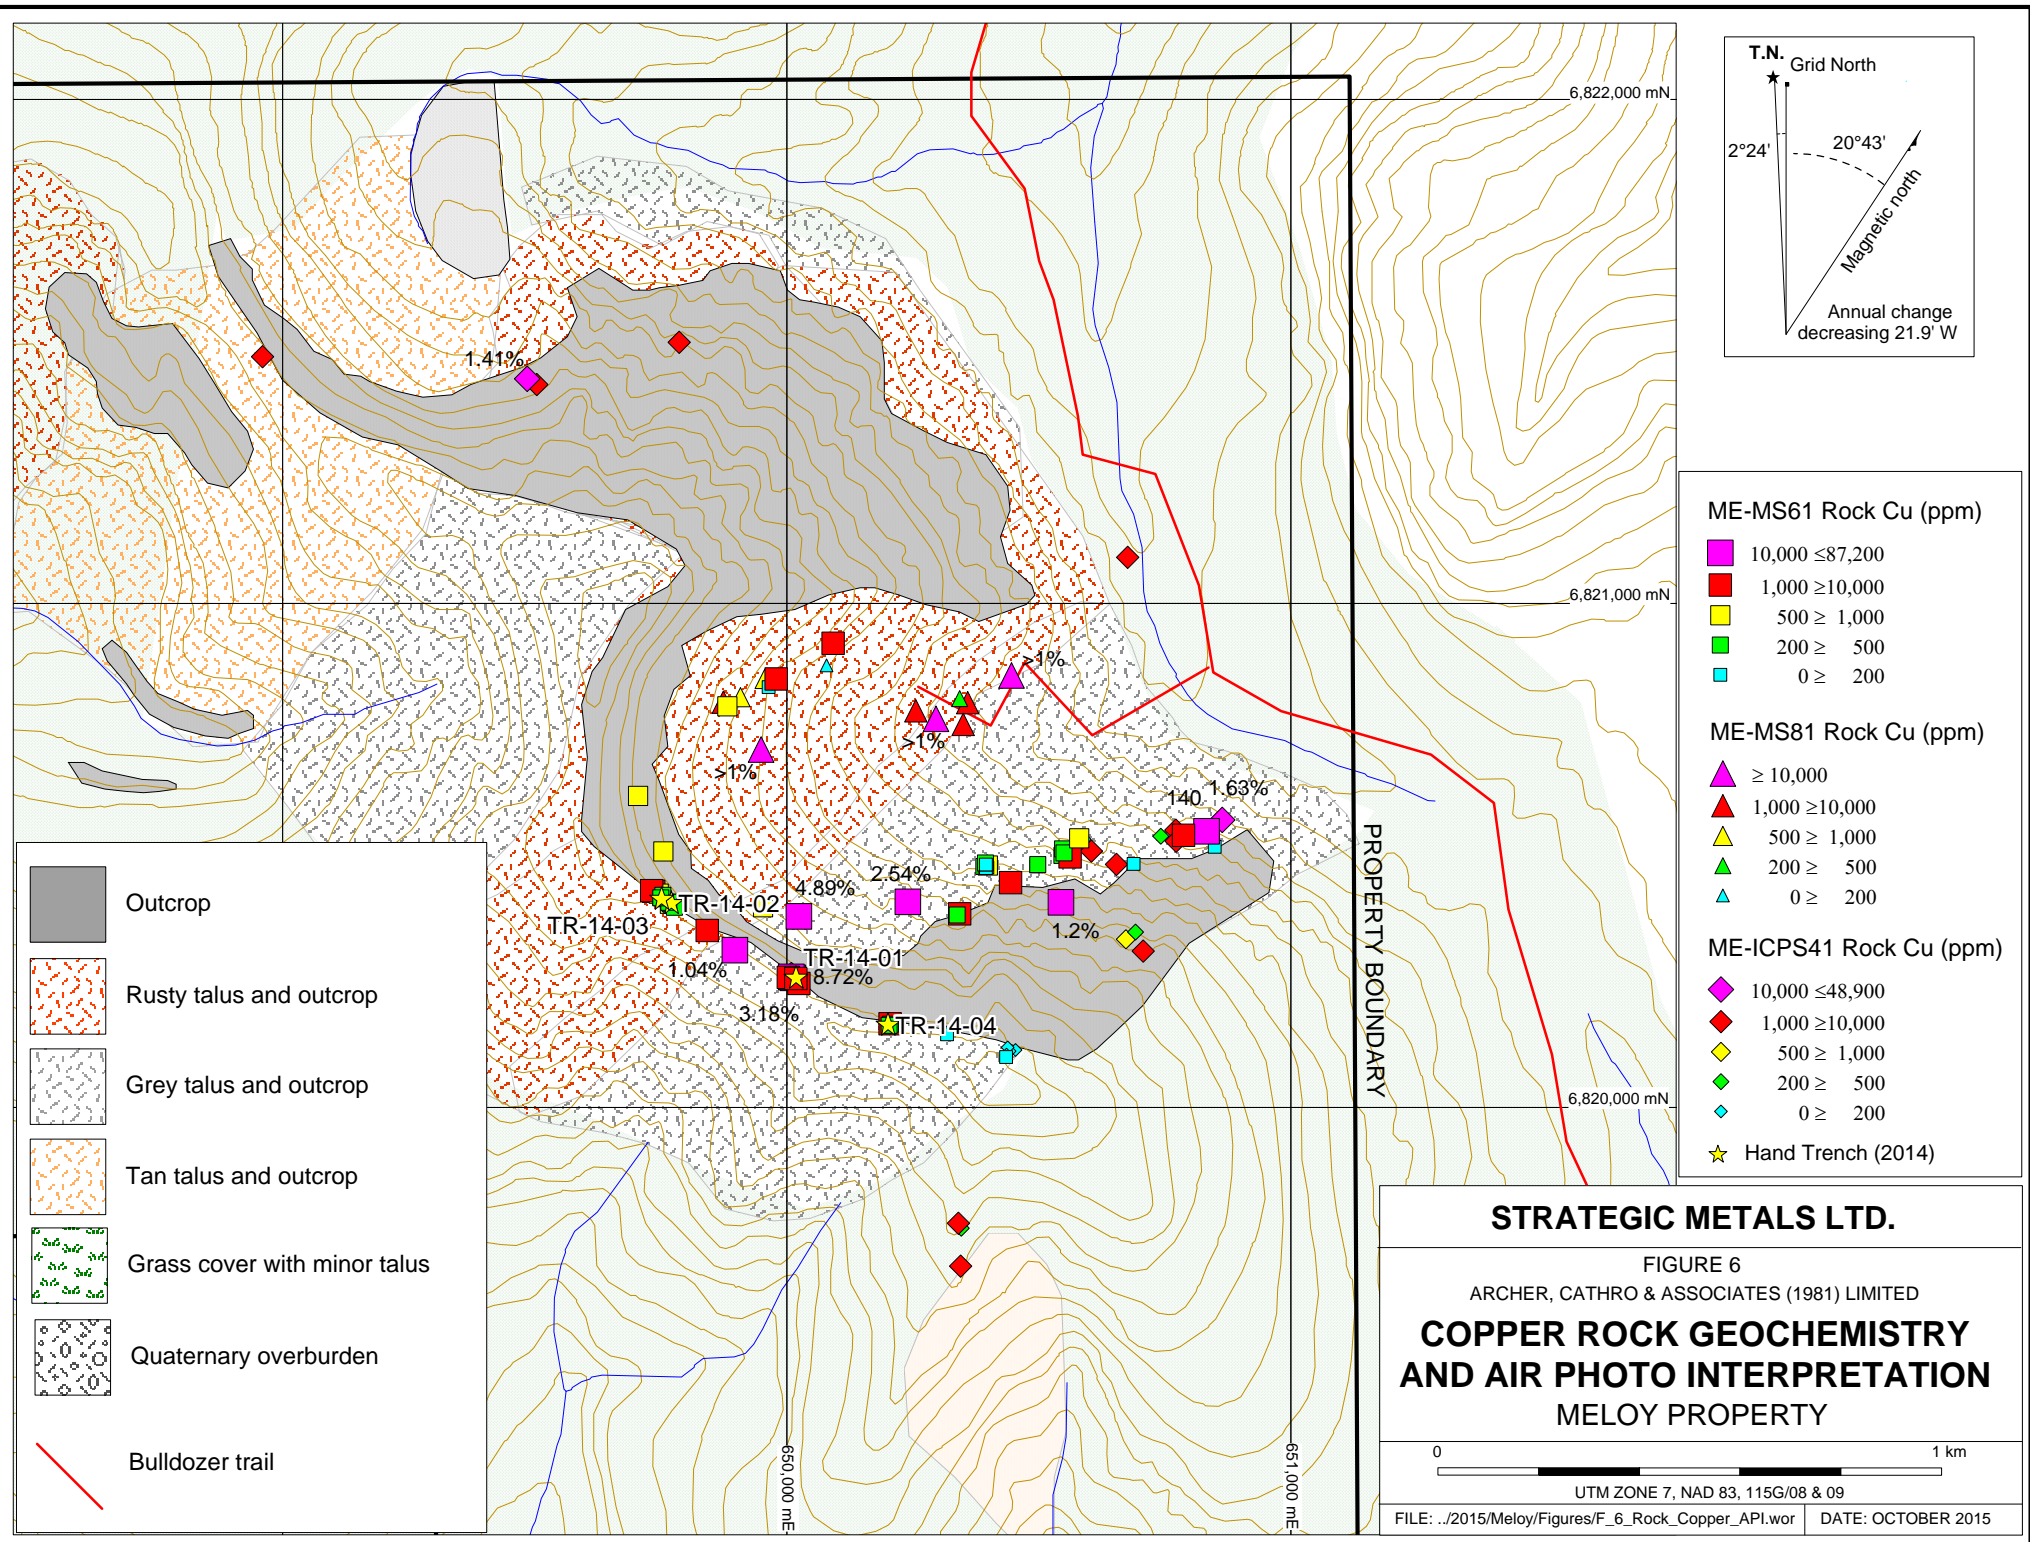 T.N.
Grid North
2°24'
20°43'
Magnetic north
Annual change
decreasing 21.9' W
6,822,000 mN
6,821,000 mN
6,820,000 mN
650,000 mE
651,000 mE
PROPERTY BOUNDARY
1.41%
>1%
>1%
>1%
140
1.63%
2.54%
4.89%
TR-14-02
TR-14-03
1.2%
TR-14-01
1.04%
8.72%
3.18%
TR-14-04
ME-MS61 Rock Cu (ppm)
10,000 ≤87,200
1,000 ≥10,000
500 ≥ 1,000
200 ≥ 500
0 ≥ 200
ME-MS81 Rock Cu (ppm)
≥ 10,000
1,000 ≥10,000
500 ≥ 1,000
200 ≥ 500
0 ≥ 200
ME-ICPS41 Rock Cu (ppm)
10,000 ≤48,900
1,000 ≥10,000
500 ≥ 1,000
200 ≥ 500
0 ≥ 200
Hand Trench (2014)
Outcrop
Rusty talus and outcrop
Grey talus and outcrop
Tan talus and outcrop
Grass cover with minor talus
Quaternary overburden
Bulldozer trail
STRATEGIC METALS LTD.
FIGURE 6
ARCHER, CATHRO & ASSOCIATES (1981) LIMITED
COPPER ROCK GEOCHEMISTRY
AND AIR PHOTO INTERPRETATION
MELOY PROPERTY
0 1 km
UTM ZONE 7, NAD 83, 115G/08 & 09
FILE: ../2015/Meloy/Figures/F_6_Rock_Copper_API.wor DATE: OCTOBER 2015